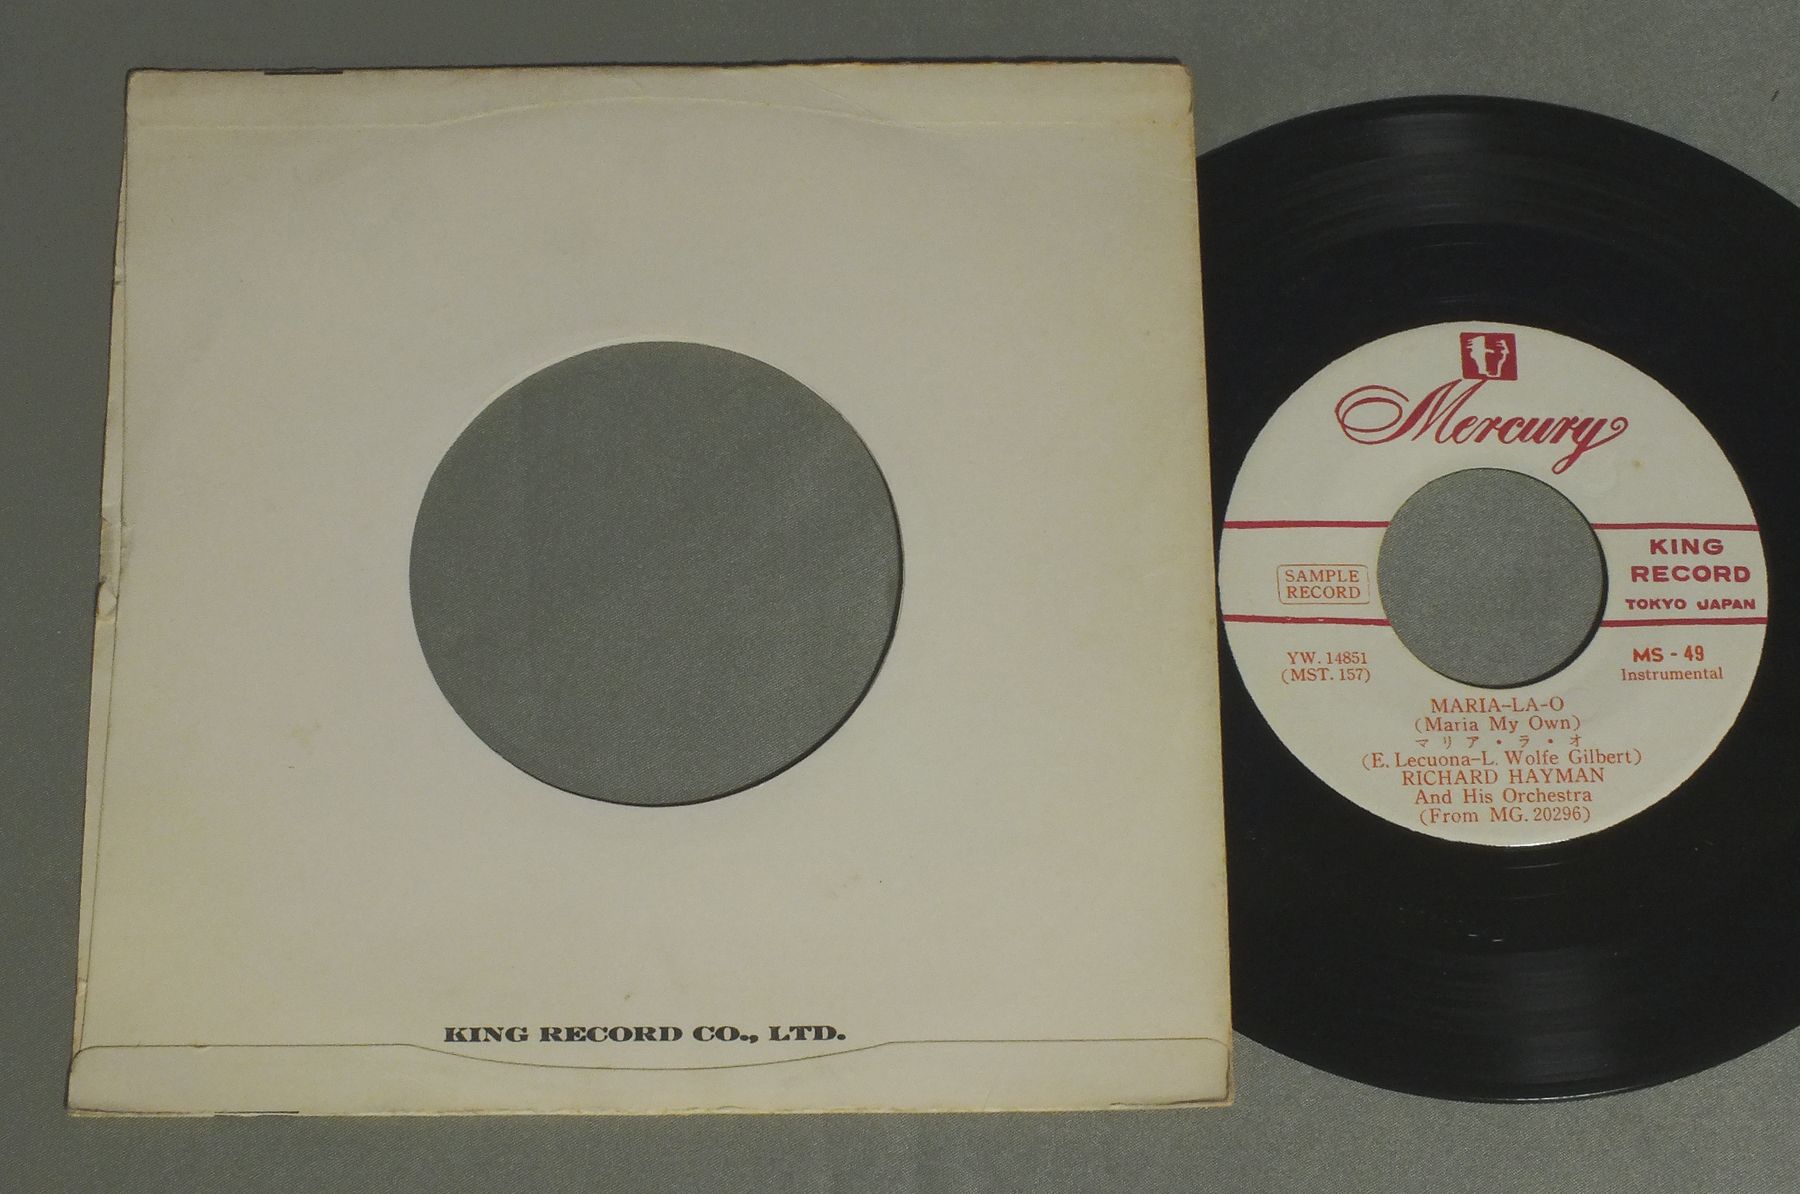 KING RECORD CO., LTD.
Mercury
KING
RECORD
TOKYO JAPAN
SAMPLE
RECORD
YW. 14851
(MST. 157)
MS - 49
Instrumental
MARIA-LA-O
(Maria My Own)
マリア・ラ・オ
(E. Lecuona-L. Wolfe Gilbert)
RICHARD HAYMAN
And His Orchestra
(From MG. 20296)